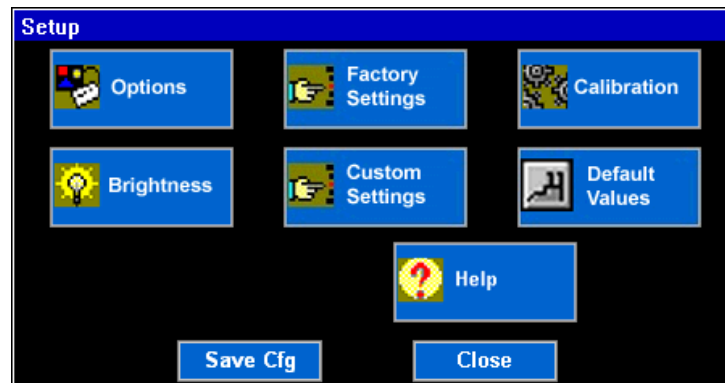 Setup
Options
Factory
Settings
Calibration
Brightness
Custom
Settings
Default
Values
?
Help
Save Cfg
Close